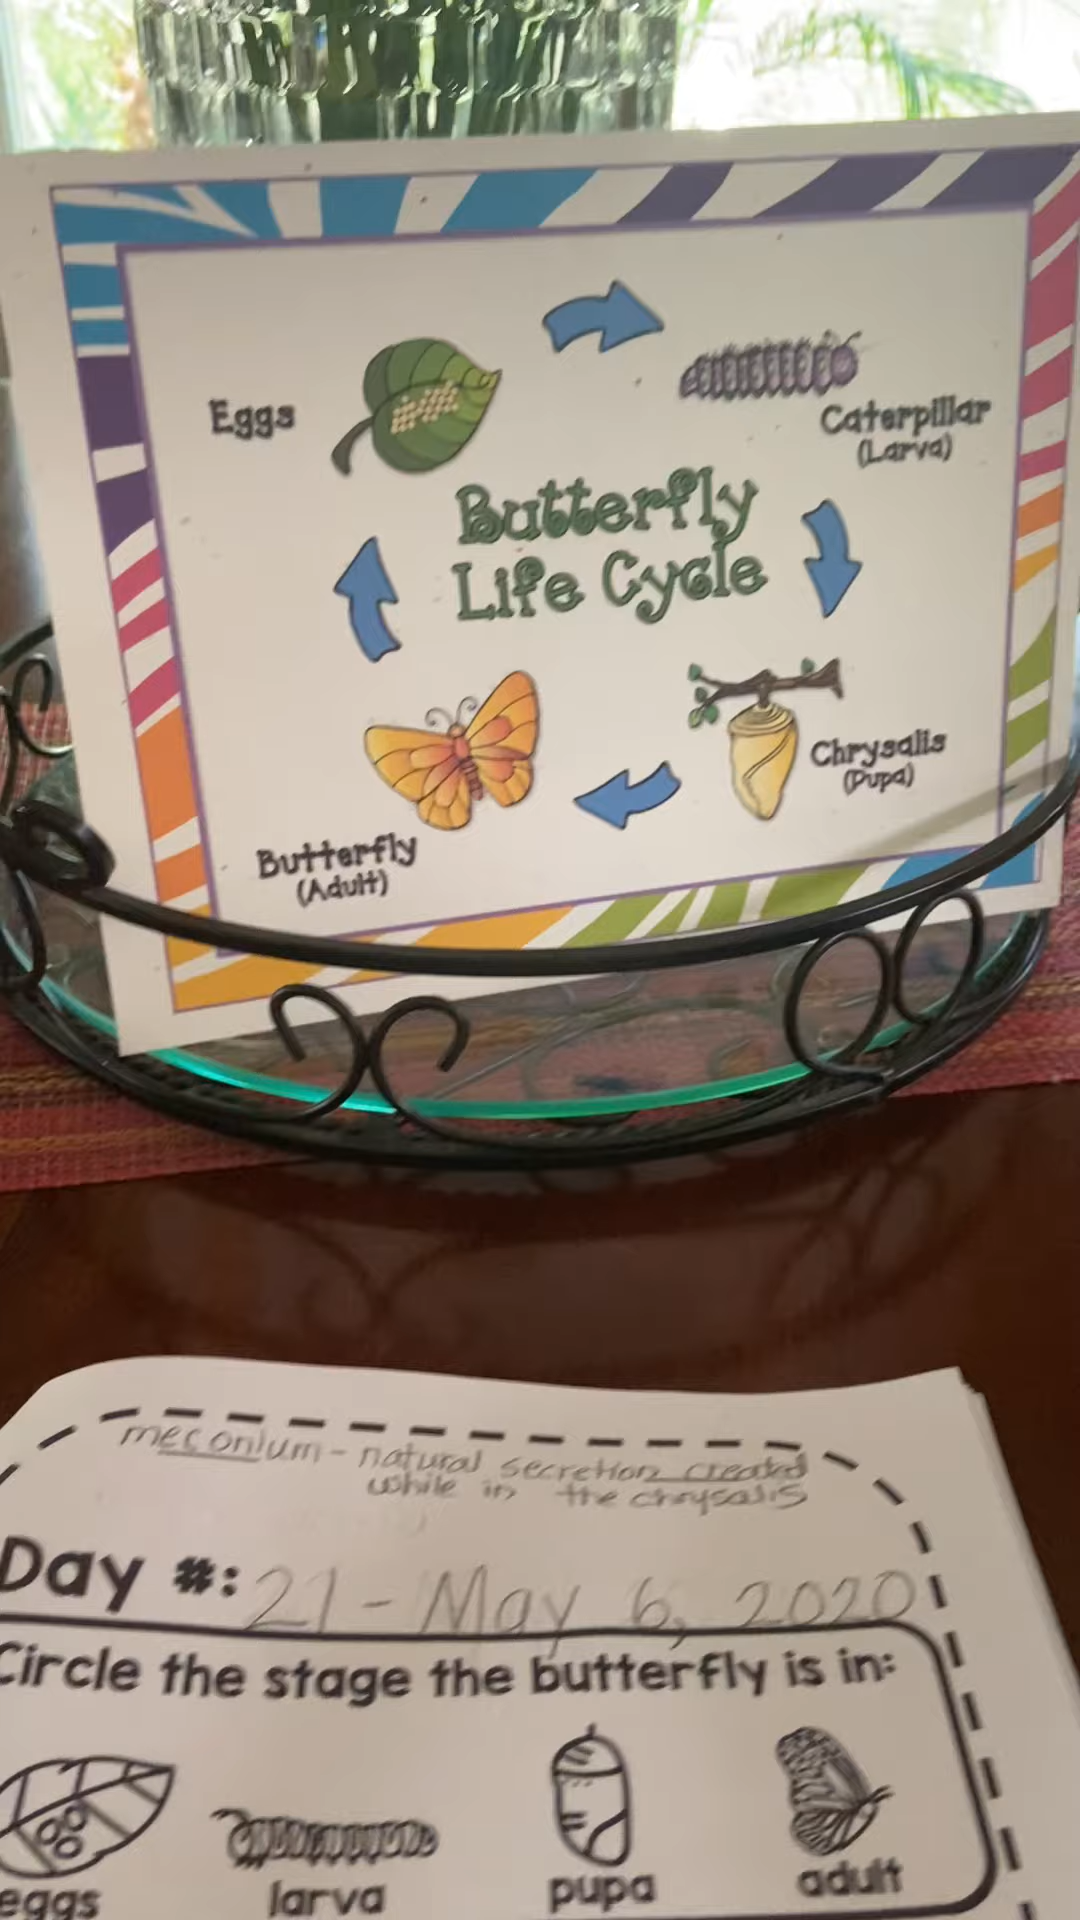 Eggs
Caterpillar
(Larva)
Butterfly
Life Cycle
Chrysalis
(Pupa)
Butterfly
(Adult)
meconium - natural secretion created
while in the chrysalis
Day #: 21 - May 6, 2020
Circle the stage the butterfly is in:
eggs larva pupa adult